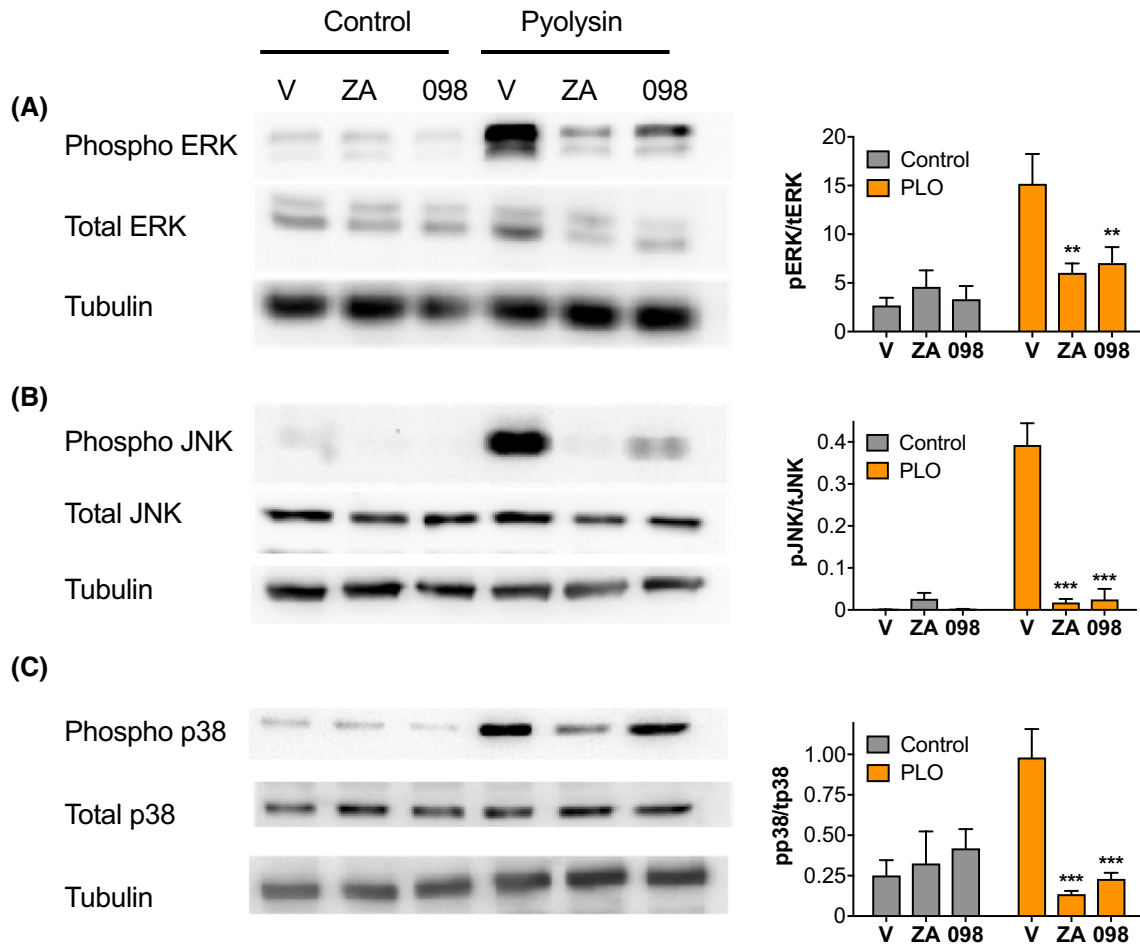 Control Pyolysin
V ZA 098 V ZA 098
(A)
Phospho ERK
Total ERK
Tubulin
20
15
10
5
0
pERK/tERK
Control
PLO
** **
V ZA 098 V ZA 098
(B)
Phospho JNK
Total JNK
Tubulin
0.4
0.3
0.2
0.1
0
pJNK/tJNK
Control
PLO
*** ***
V ZA 098 V ZA 098
(C)
Phospho p38
Total p38
Tubulin
1.00
0.75
0.50
0.25
0
pp38/tp38
Control
PLO
*** ***
V ZA 098 V ZA 098